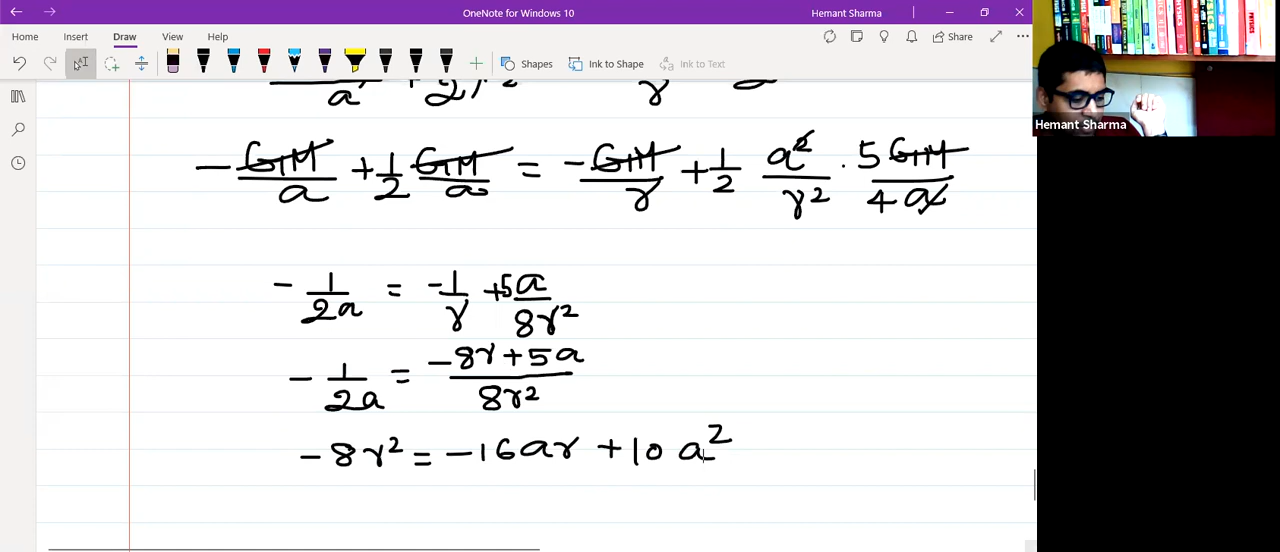 OneNote for Windows 10
Hemant Sharma
Home Insert Draw View Help
Share
Shapes
Ink to Shape
Ink to Text
Hemant Sharma
a + 2r² r a
- GM/a + 1/2 GM/a = - GM/r + 1/2 a²/r² . 5GM/4a
- 1/2a = -1/r + 5a/8r²
- 1/2a = -8r + 5a/8r²
- 8r² = -16ar + 10a²